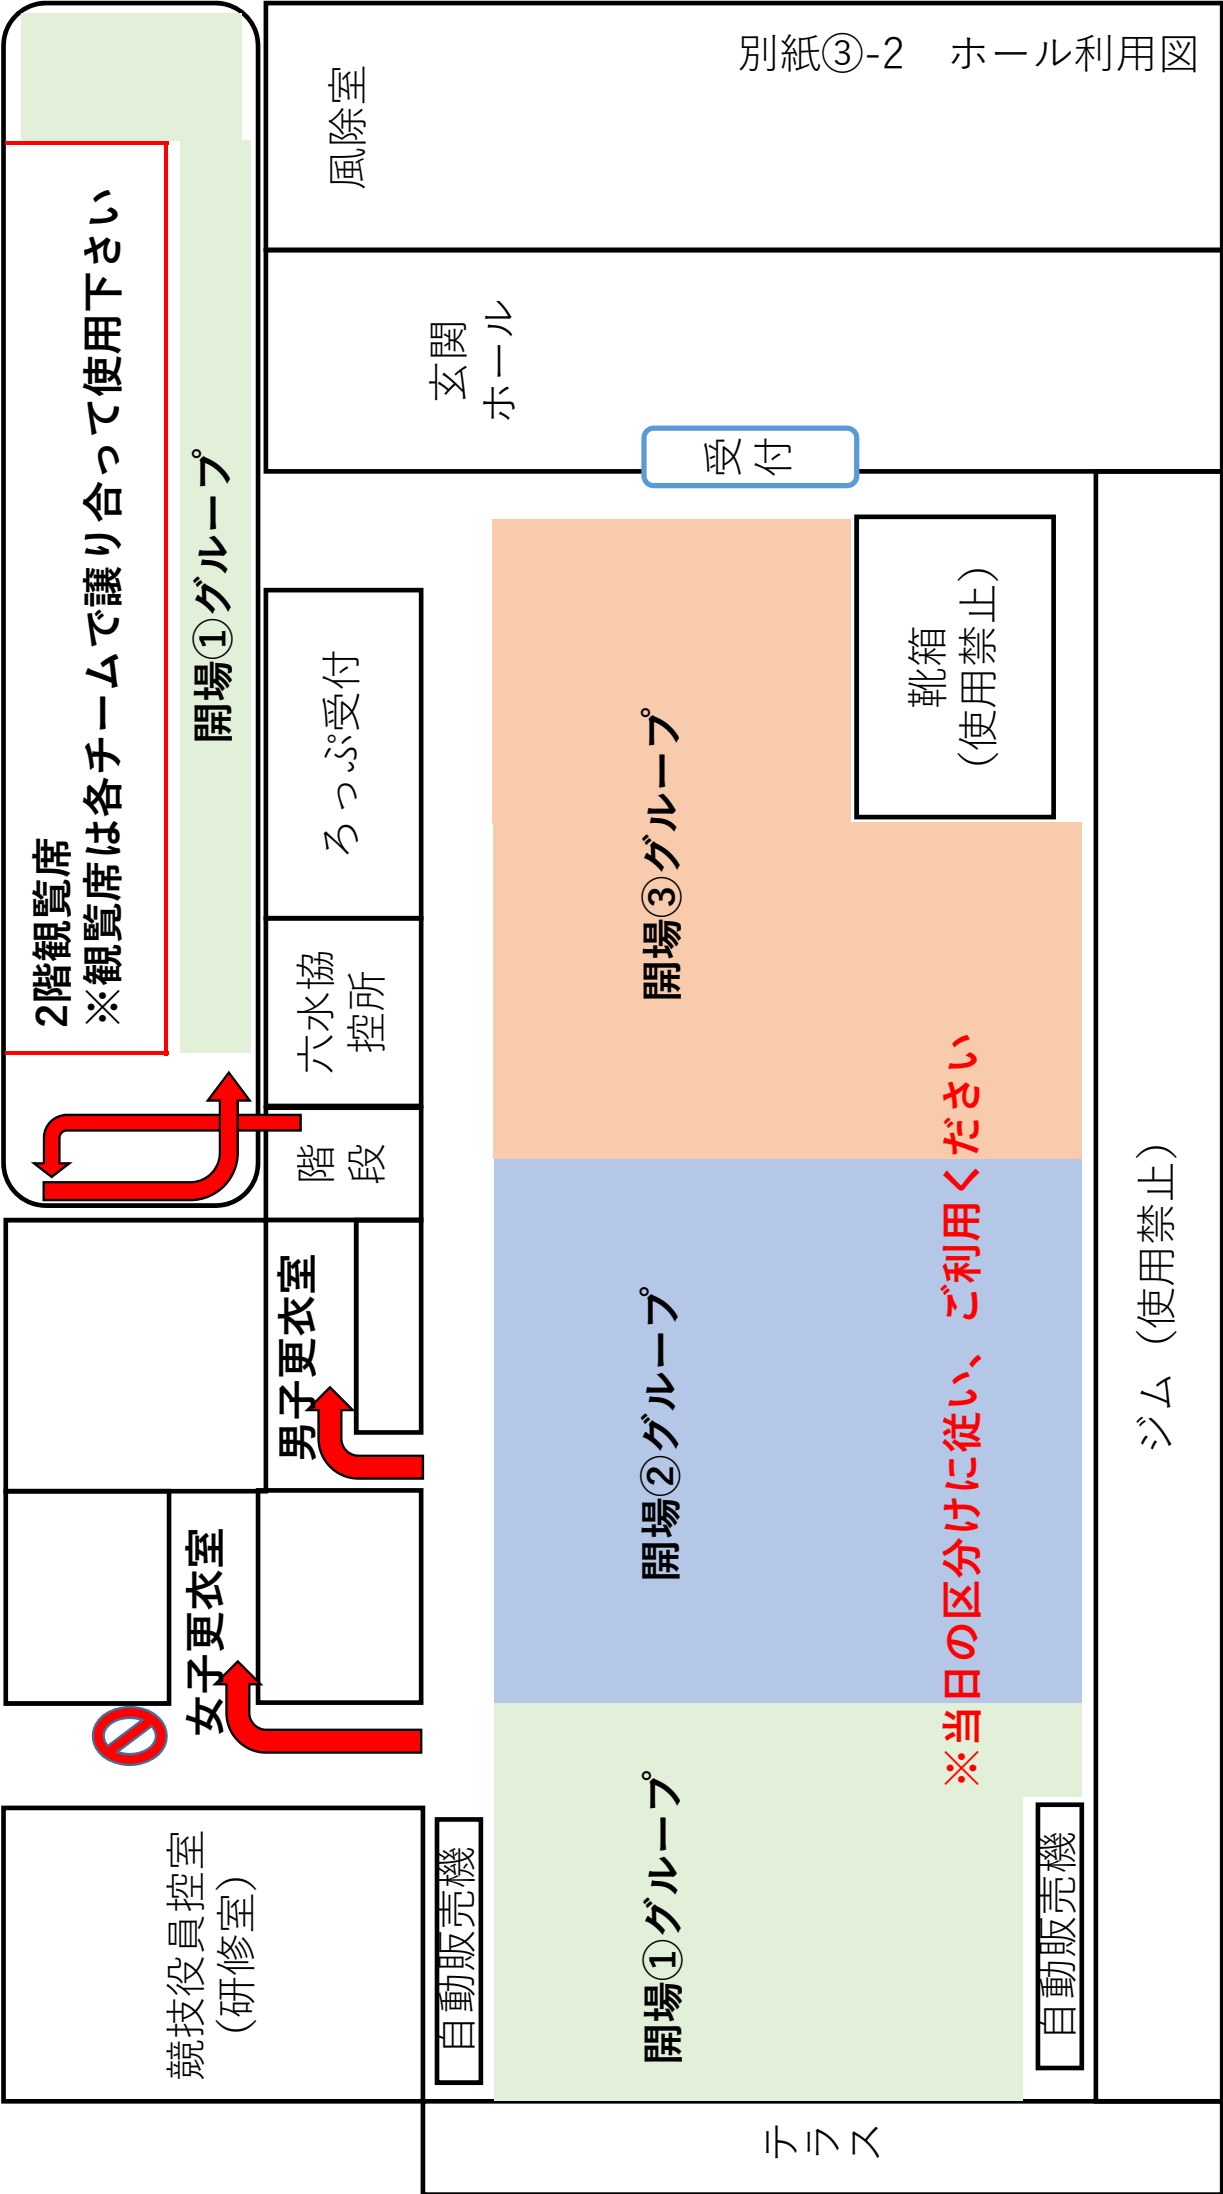 別紙③-2　ホール利用図
風除室
玄関
ホール
受付
2階観覧席
※観覧席は各チームで譲り合って使用下さい
開場①グループ
ろっぷ受付
六水協
控所
階
段
靴箱
(使用禁止)
開場③グループ
開場②グループ
開場①グループ
※当日の区分けに従い、ご利用ください
男子更衣室
女子更衣室
競技役員控室
(研修室)
自動販売機
自動販売機
ジム（使用禁止）
テラス